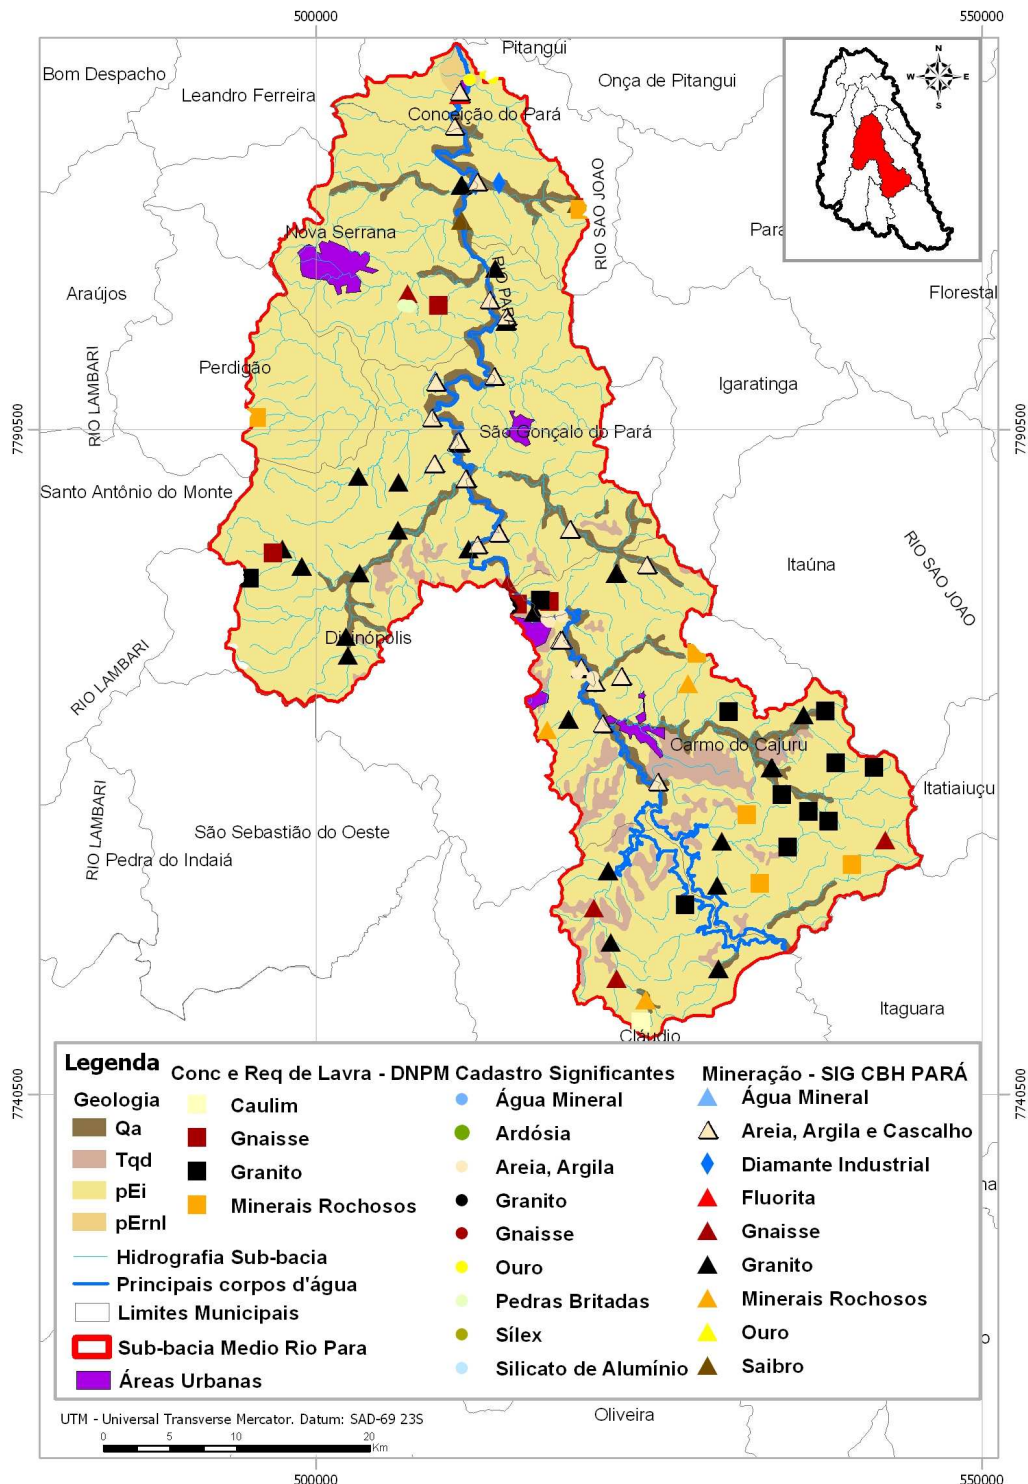 500000
550000
Pitangui
Bom Despacho
Onça de Pitangui
Leandro Ferreira
N
W
E
S
Conceição do Pará
RIO SAO JOAO
Nova Serrana
Pará
RIO PARÁ
Araújos
Florestal
Perdigão
Igaratinga
RIO LAMBARI
7790500
7790500
São Gonçalo do Pará
Santo Antônio do Monte
Itaúna
RIO SAO JOAO
Divinópolis
RIO LAMBARI
Carmo do Cajuru
Itatiaiuçu
RIO LAMBARI
São Sebastião do Oeste
Pedra do Indaiá
Itaguara
Cláudio
Legenda
Conc e Req de Lavra - DNPM
Cadastro Significantes
Mineração - SIG CBH PARÁ
Geologia
Qa
Tqd
pEi
pErnl
Hidrografia Sub-bacia
Principais corpos d'água
Limites Municipais
Sub-bacia Medio Rio Para
Áreas Urbanas
Caulim
Gnaisse
Granito
Minerais Rochosos
Água Mineral
Ardósia
Areia, Argila
Granito
Gnaisse
Ouro
Pedras Britadas
Sílex
Silicato de Alumínio
Água Mineral
Areia, Argila e Cascalho
Diamante Industrial
Fluorita
Gnaisse
Granito
Minerais Rochosos
Ouro
Saibro
7740500
7740500
UTM - Universal Transverse Mercator. Datum: SAD-69 23S
0 5 10 20
Km
Oliveira
500000
550000